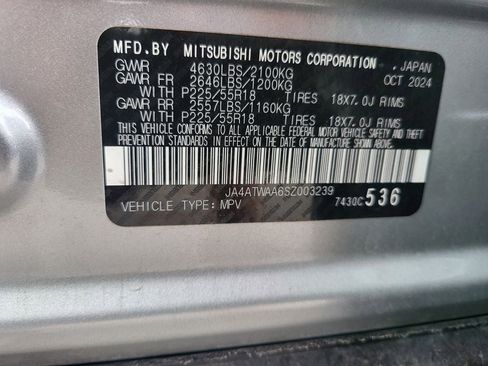 MFD.BY MITSUBISHI MOTORS CORPORATION , JAPAN
GVWR 4630LBS/2100KG OCT 2024
GAWR FR 2646LBS/1200KG
WITH P225/55R18 TIRES 18X7.0J RIMS
GAWR RR 2557LBS/1160KG
WITH P225/55R18 TIRES 18X7.0J RIMS
THIS VEHICLE CONFORMS TO ALL APPLICABLE FEDERAL MOTOR VEHICLE SAFETY AND THEFT
PREVENTION STANDARDS IN EFFECT ON THE DATE OF MANUFACTURE SHOWN ABOVE.
JA4ATWAA6SZ003239
VEHICLE TYPE:MPV 7430C 536